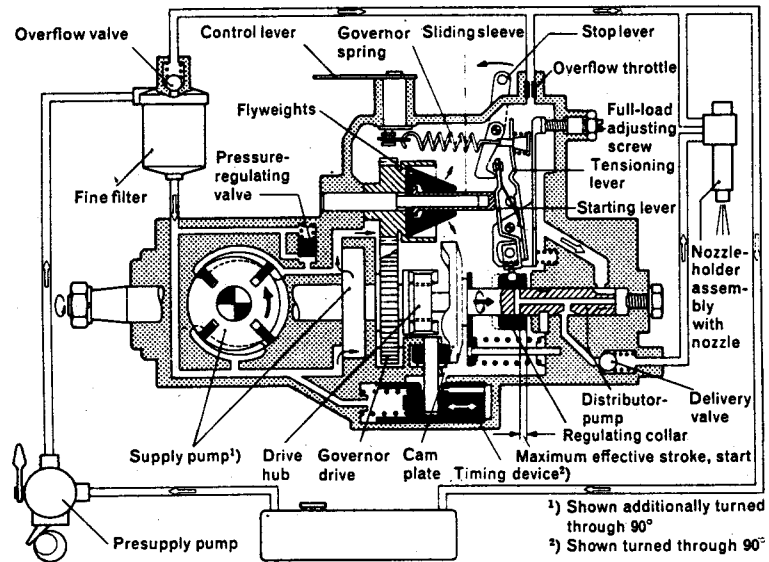 Overflow valve
Control lever
Governor
spring
Sliding sleeve
Stop lever
Overflow throttle
Flyweights
Full-load
adjusting
screw
Fine filter
Pressure-
regulating
valve
Tensioning
lever
Starting lever
Nozzle-
holder
assem-
bly
with
nozzle
Distributor-
pump
Delivery
valve
Regulating collar
Supply pump¹)
Drive
hub
Governor
drive
Cam
plate
Timing device²)
Maximum effective stroke, start
Presupply pump
¹) Shown additionally turned
through 90°
²) Shown turned through 90°